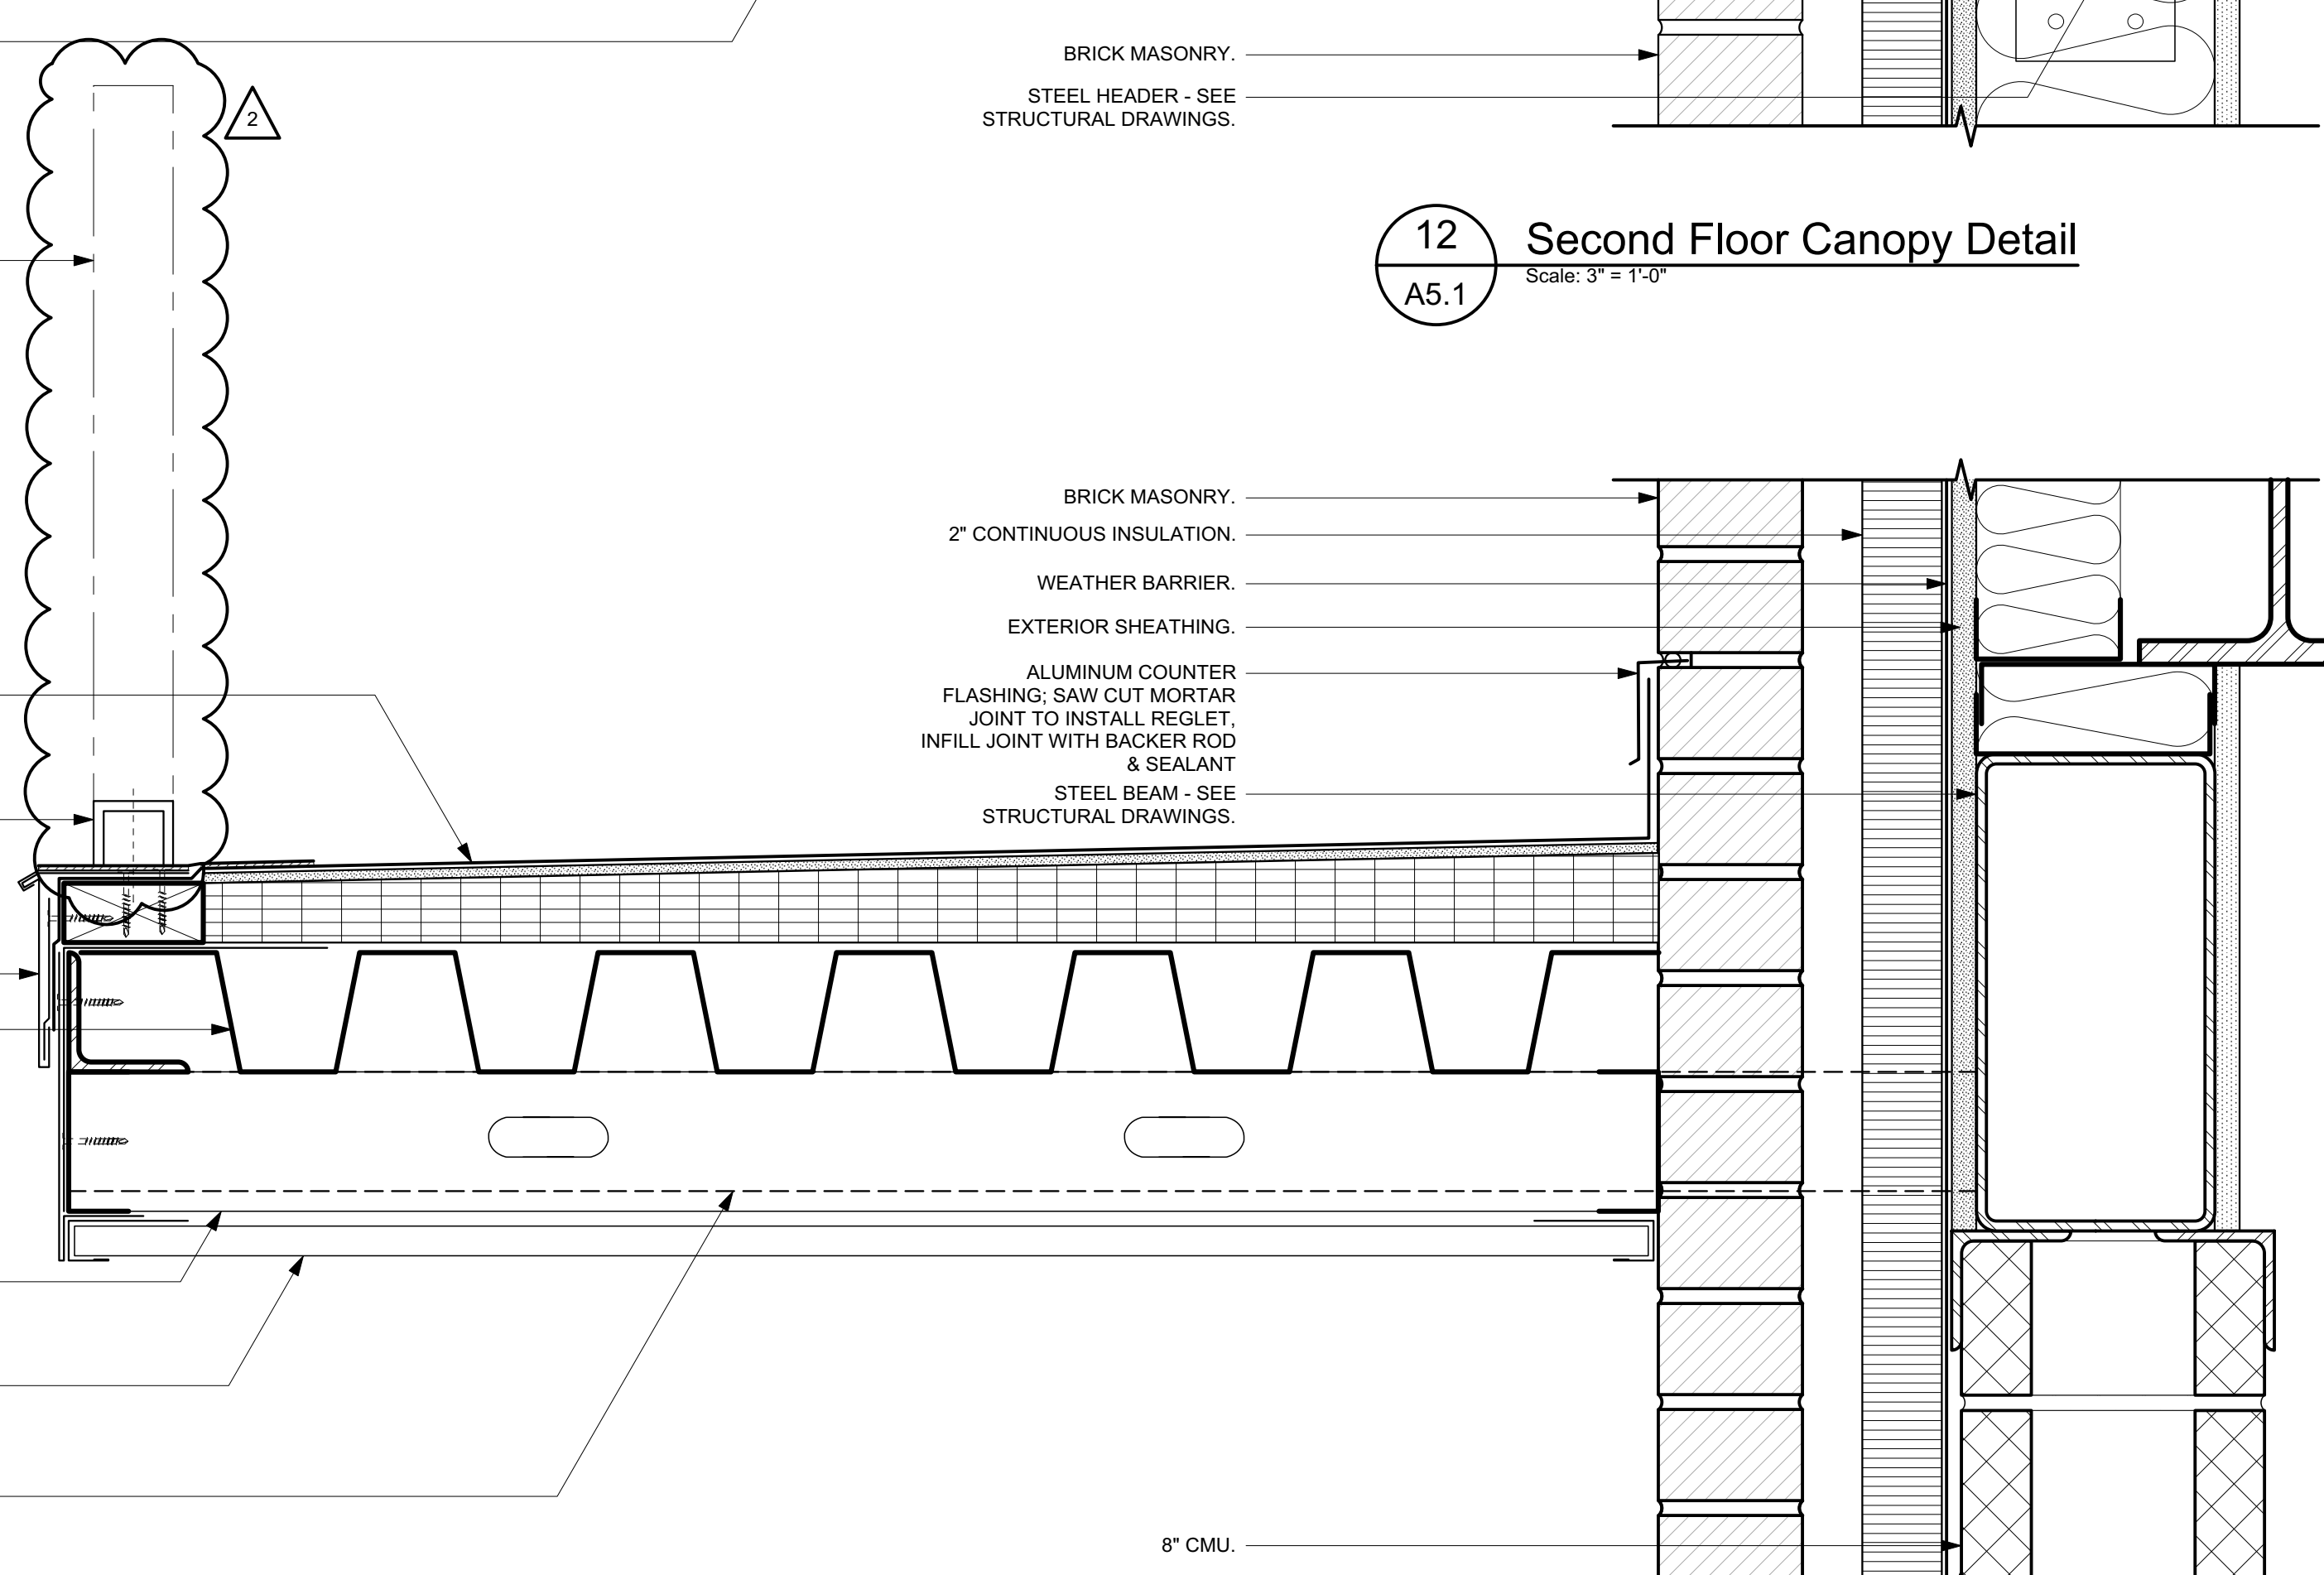 BRICK MASONRY.
STEEL HEADER - SEE
STRUCTURAL DRAWINGS.
2
12
A5.1
Second Floor Canopy Detail
Scale: 3" = 1'-0"
BRICK MASONRY.
2" CONTINUOUS INSULATION.
WEATHER BARRIER.
EXTERIOR SHEATHING.
ALUMINUM COUNTER
FLASHING; SAW CUT MORTAR
JOINT TO INSTALL REGLET,
INFILL JOINT WITH BACKER ROD
& SEALANT
STEEL BEAM - SEE
STRUCTURAL DRAWINGS.
8" CMU.